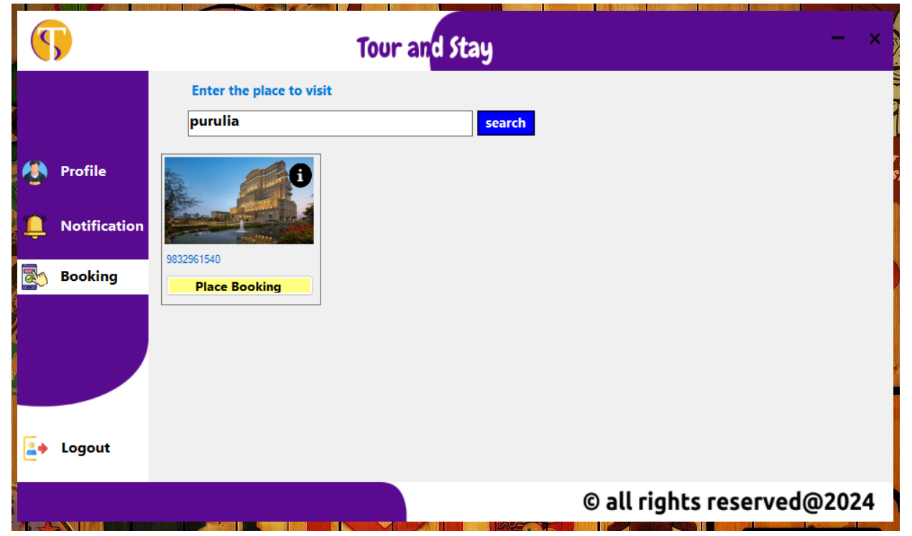 Tour and Stay
Enter the place to visit
purulia
search
Profile
Notification
Booking
9832961540
Place Booking
Logout
© all rights reserved@2024